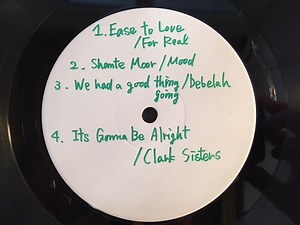 1. Ease to Love
/For Real
2. Shante Moor/Mood
3. We had a good thing/Debelah
going
4. Its Gonna Be Alright
/Clark Sisters